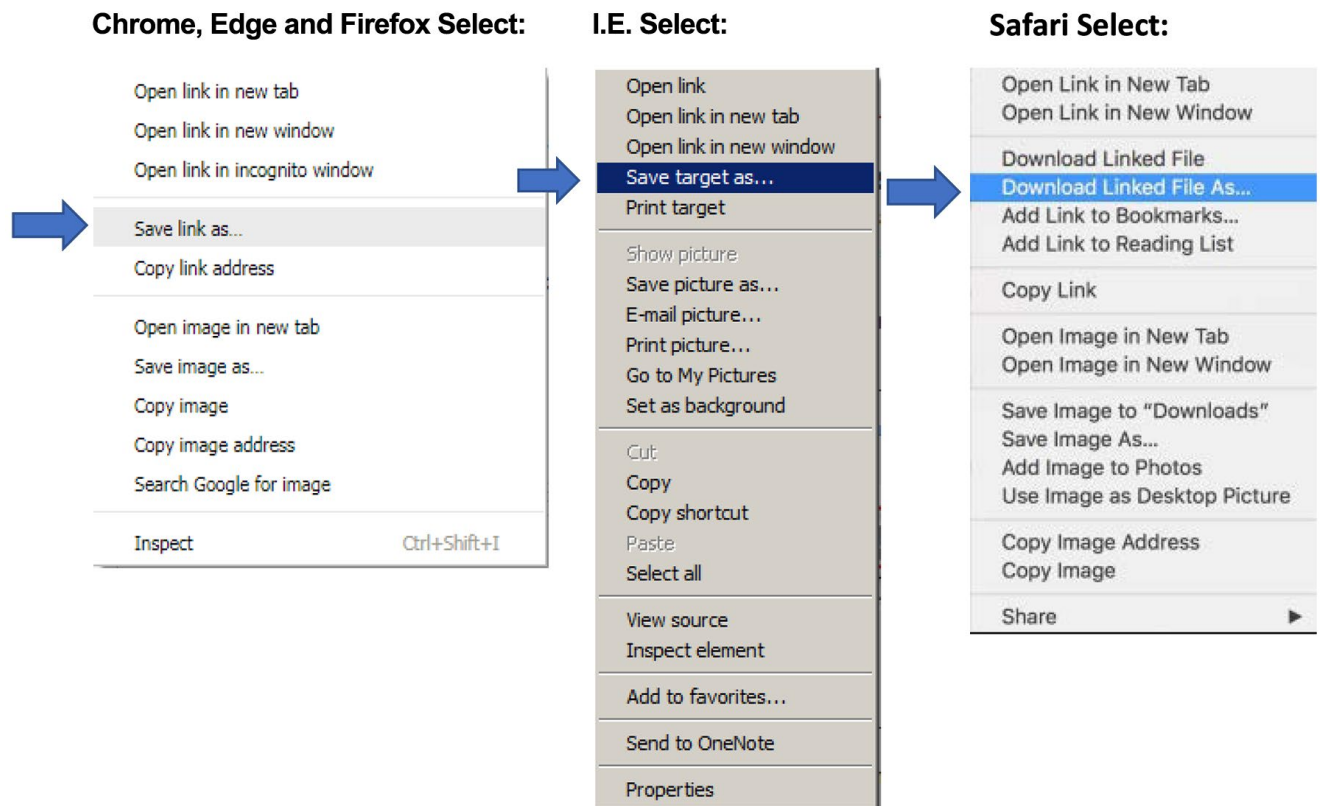 Chrome, Edge and Firefox Select:
Open link in new tab
Open link in new window
Open link in incognito window
Save link as...
Copy link address
Open image in new tab
Save image as...
Copy image
Copy image address
Search Google for image
Inspect Ctrl+Shift+I
I.E. Select:
Open link
Open link in new tab
Open link in new window
Save target as...
Print target
Show picture
Save picture as...
E-mail picture...
Print picture...
Go to My Pictures
Set as background
Cut
Copy
Copy shortcut
Paste
Select all
View source
Inspect element
Add to favorites...
Send to OneNote
Properties
Safari Select:
Open Link in New Tab
Open Link in New Window
Download Linked File
Download Linked File As...
Add Link to Bookmarks...
Add Link to Reading List
Copy Link
Open Image in New Tab
Open Image in New Window
Save Image to “Downloads”
Save Image As...
Add Image to Photos
Use Image as Desktop Picture
Copy Image Address
Copy Image
Share